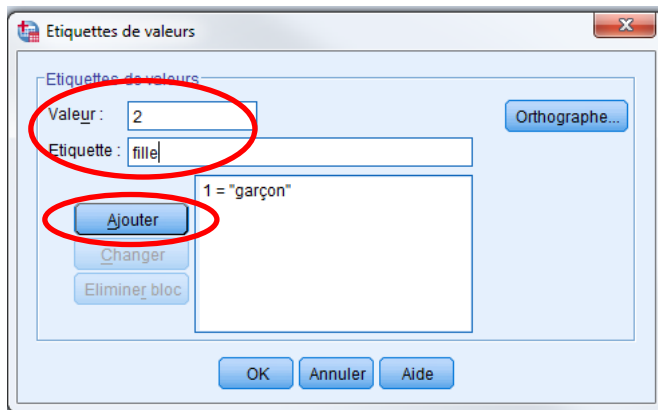 Etiquettes de valeurs
Etiquettes de valeurs
Valeur : 2
Orthographe...
Etiquette : fille
1 = "garçon"
Ajouter
Changer
Eliminer bloc
OK Annuler Aide